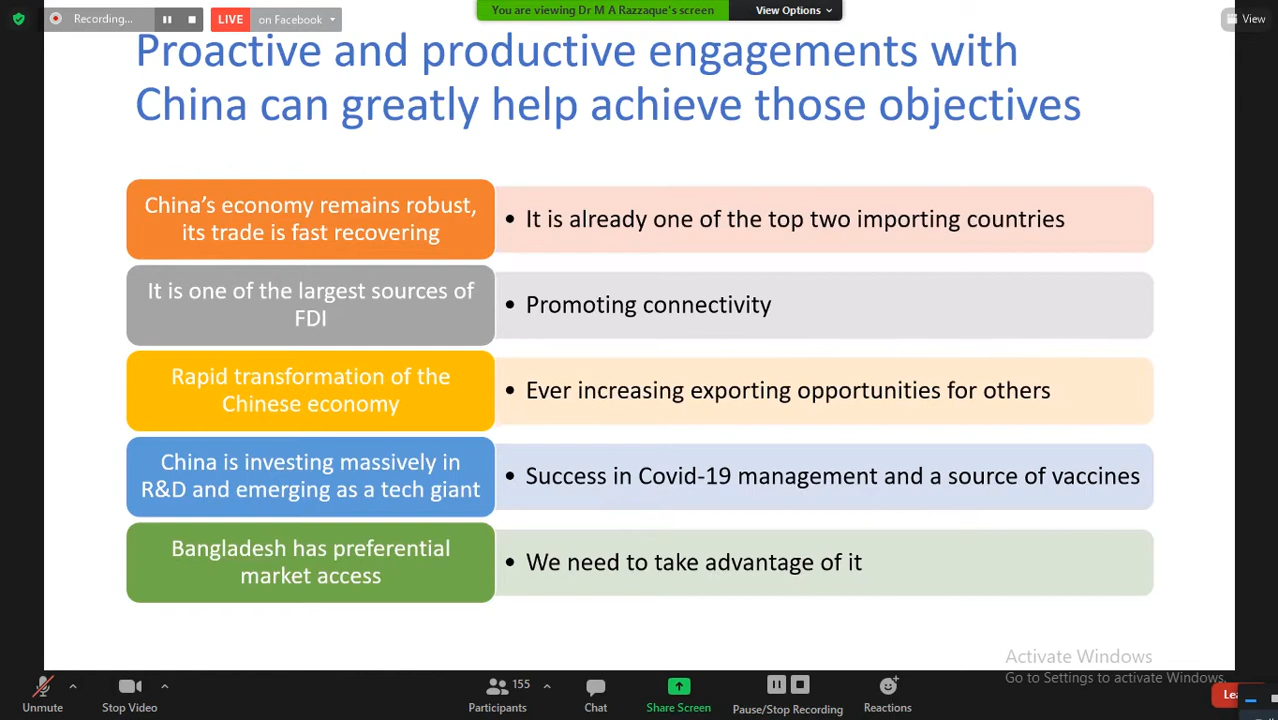 Recording...
LIVE on Facebook
You are viewing Dr M A Razzaque's screen
View Options
View
Proactive and productive engagements with
China can greatly help achieve those objectives
China's economy remains robust,
its trade is fast recovering
• It is already one of the top two importing countries
It is one of the largest sources of
FDI
• Promoting connectivity
Rapid transformation of the
Chinese economy
• Ever increasing exporting opportunities for others
China is investing massively in
R&D and emerging as a tech giant
• Success in Covid-19 management and a source of vaccines
Bangladesh has preferential
market access
• We need to take advantage of it
Activate Windows
Go to Settings to activate Windows.
155
Unmute
Stop Video
Participants
Chat
Share Screen
Pause/Stop Recording
Reactions